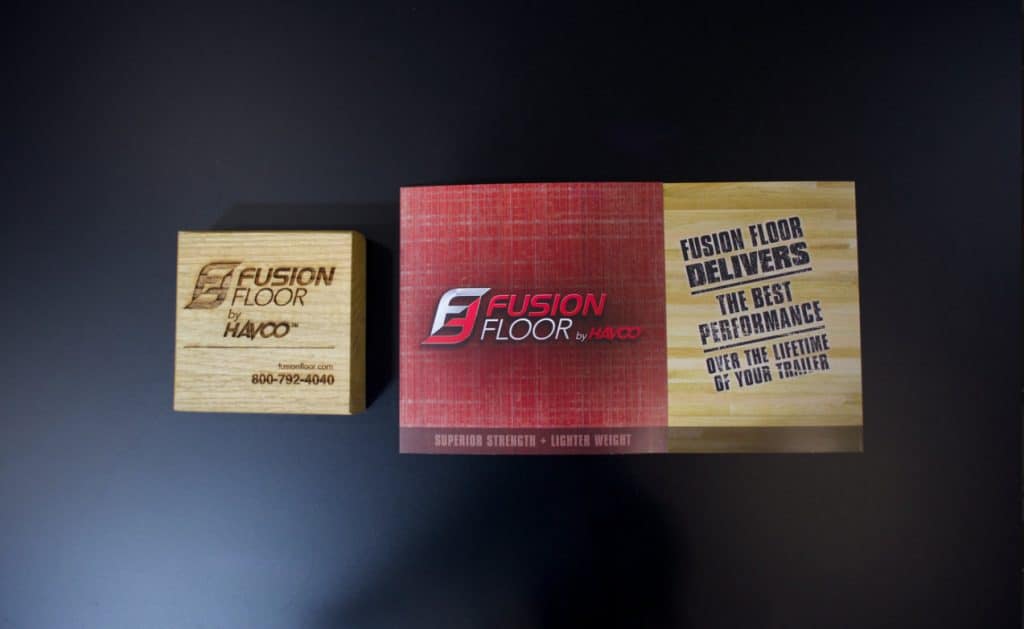 FUSION
FLOOR
by
HAVCO™
fusionfloor.com
800-792-4040
FUSION
FLOOR by HAVCO
SUPERIOR STRENGTH + LIGHTER WEIGHT
FUSION FLOOR
DELIVERS
THE BEST
PERFORMANCE
OVER THE LIFETIME
OF YOUR TRAILER